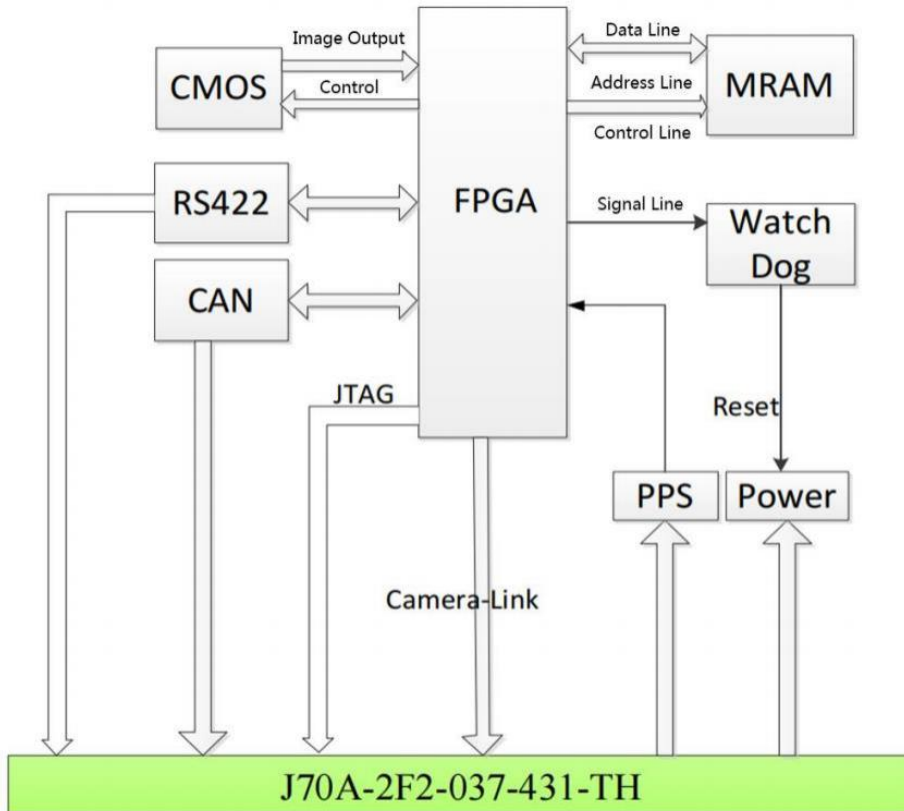 Image Output
Data Line
CMOS
Control
Address Line
MRAM
Control Line
RS422
FPGA
Signal Line
Watch
Dog
CAN
JTAG
Reset
PPS
Power
Camera-Link
J70A-2F2-037-431-TH